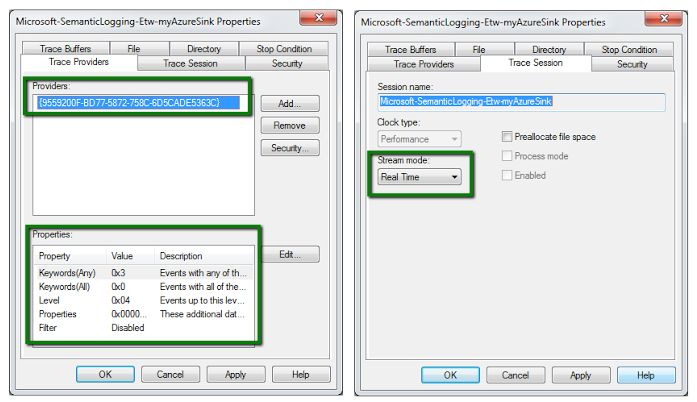 Microsoft-SemanticLogging-Etw-myAzureSink Properties
Trace Buffers File Directory Stop Condition
Trace Providers Trace Session Security
Providers:
{9559200F-BD77-5872-758C-6D5CADE5363C}
Add...
Remove
Security...
Properties:
Property Value Description
Keywords(Any) 0x3 Events with any of th...
Keywords(All) 0x0 Events with all of the...
Level 0x04 Events up to this lev...
Properties 0x0000... These additional dat...
Filter Disabled
Edit...
OK Cancel Apply Help
Microsoft-SemanticLogging-Etw-myAzureSink Properties
Trace Buffers File Directory Stop Condition
Trace Providers Trace Session Security
Session name:
Microsoft-SemanticLogging-Etw-myAzureSink
Clock type:
Performance
Stream mode:
Real Time
Preallocate file space
Process mode
Enabled
OK Cancel Apply Help